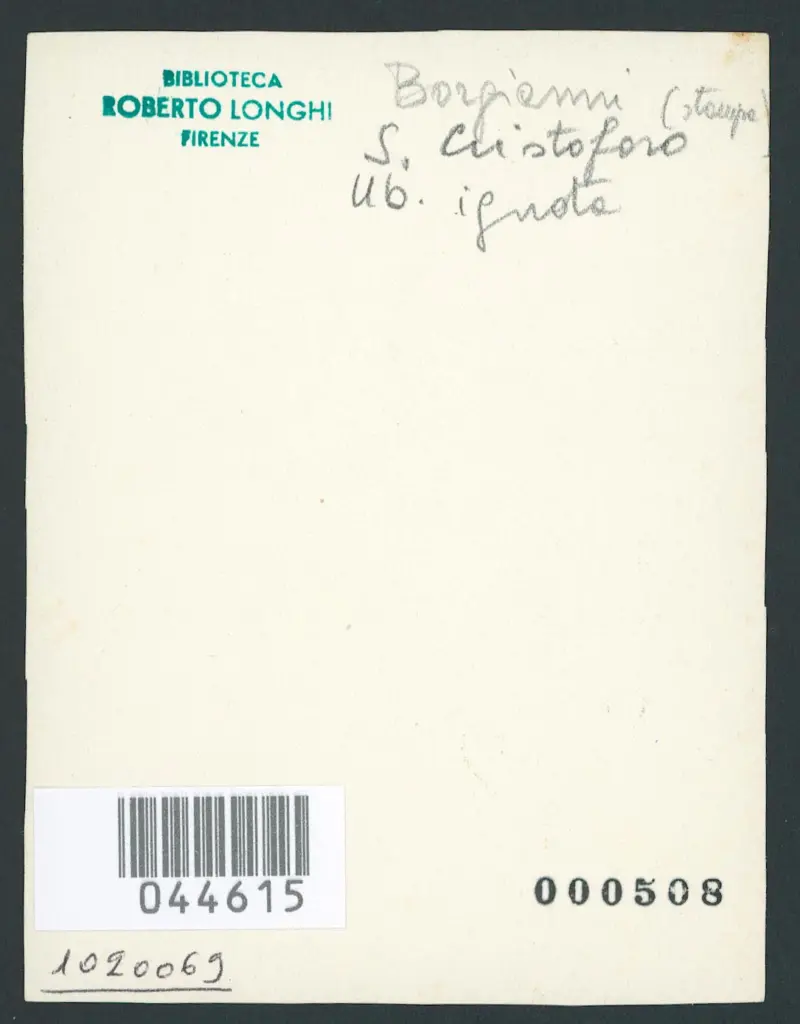 BIBLIOTECA
ROBERTO LONGHI
FIRENZE
Borgianni (stampa)
S. Cristoforo
Ub. ignota
044615
000508
1020069